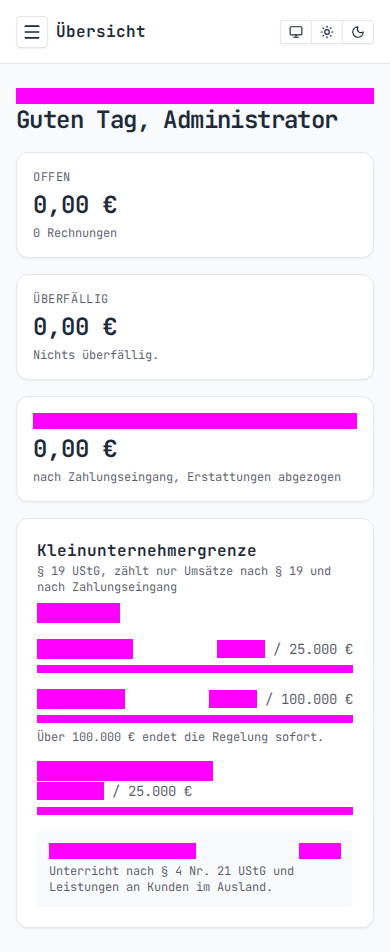 Übersicht
Guten Tag, Administrator
OFFEN
0,00 €
0 Rechnungen
ÜBERFÄLLIG
0,00 €
Nichts überfällig.
0,00 €
nach Zahlungseingang, Erstattungen abgezogen
Kleinunternehmergrenze
§ 19 UStG, zählt nur Umsätze nach § 19 und
nach Zahlungseingang
/ 25.000 €
/ 100.000 €
Über 100.000 € endet die Regelung sofort.
/ 25.000 €
Unterricht nach § 4 Nr. 21 UStG und
Leistungen an Kunden im Ausland.